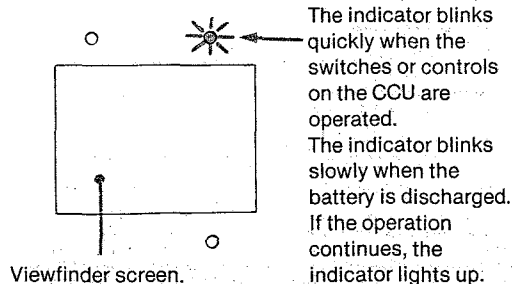 The indicator blinks
quickly when the
switches or controls
on the CCU are
operated.
The indicator blinks
slowly when the
battery is discharged.
If the operation
continues, the
indicator lights up.
Viewfinder screen.